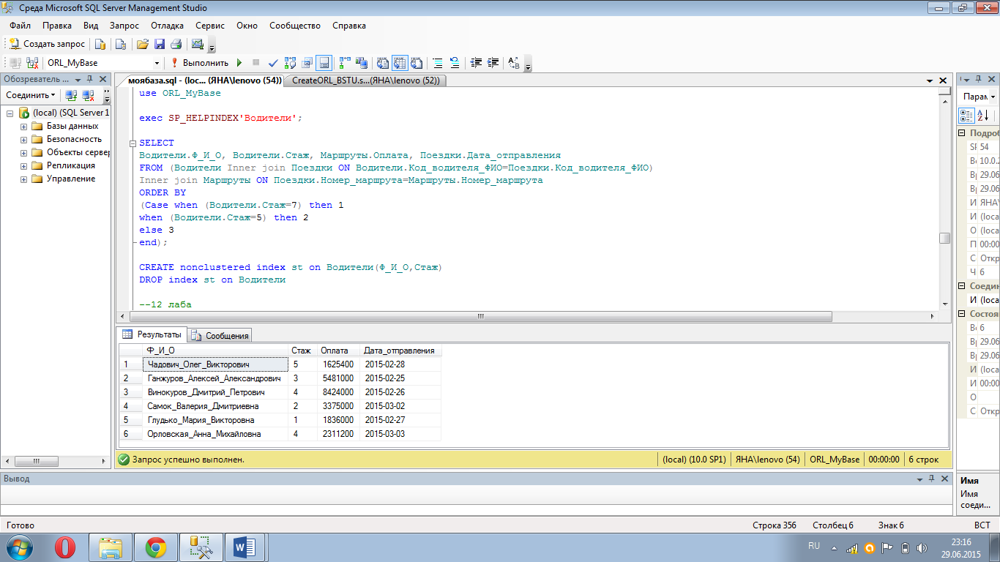 Среда Microsoft SQL Server Management Studio
Файл Правка Вид Запрос Отладка Сервис Окно Сообщество Справка
Создать запрос
ORL_MyBase Выполнить
Обозреватель ...
Соединить
(local) (SQL Server 1
Базы данных
Безопасность
Объекты сервер
Репликация
Управление
моябаза.sql - (loc... (ЯНА\lenovo (54)) CreateORL_BSTU.s...(ЯНА\lenovo (52))
use ORL_MyBase
exec SP_HELPINDEX'Водители';
SELECT
Водители.Ф_И_О, Водители.Стаж, Маршруты.Оплата, Поездки.Дата_отправления
FROM (Водители Inner join Поездки ON Водители.Код_водителя_ФИО=Поездки.Код_водителя_ФИО)
Inner join Маршруты ON Поездки.Номер_маршрута=Маршруты.Номер_маршрута
ORDER BY
(Case when (Водители.Стаж=7) then 1
when (Водители.Стаж=5) then 2
else 3
end);
CREATE nonclustered index st on Водители(Ф_И_О,Стаж)
DROP index st on Водители
--12 лаба
Результаты Сообщения
Ф_И_О Стаж Оплата Дата_отправления
1 Чадович_Олег_Викторович 5 1625400 2015-02-28
2 Ганжуров_Алексей_Александрович 3 5481000 2015-02-25
3 Винокуров_Дмитрий_Петрович 4 8424000 2015-02-26
4 Самок_Валерия_Дмитриевна 2 3375000 2015-03-02
5 Глудько_Мария_Викторовна 1 1836000 2015-02-27
6 Орловская_Анна_Михайловна 4 2311200 2015-03-03
Запрос успешно выполнен. (local) (10.0 SP1) ЯНА\lenovo (54) ORL_MyBase 00:00:00 6 строк
Вывод
Парам
Подроб
SF 54
Ве 10.0.
Вр 29.06
Вр 29.06
И ЯНА\
И (loca
О (loca
П 00:00
С Откр
Ч 6
Соедин
И (loca
Состоя
Во 6
Вр 29.06
Вр 29.06
И (loca
И 00:00
О
С Откр
Имя
Имя
соеди...
Готово Строка 356 Столбец 6 Знак 6 ВСТ
RU 23:16
29.06.2015